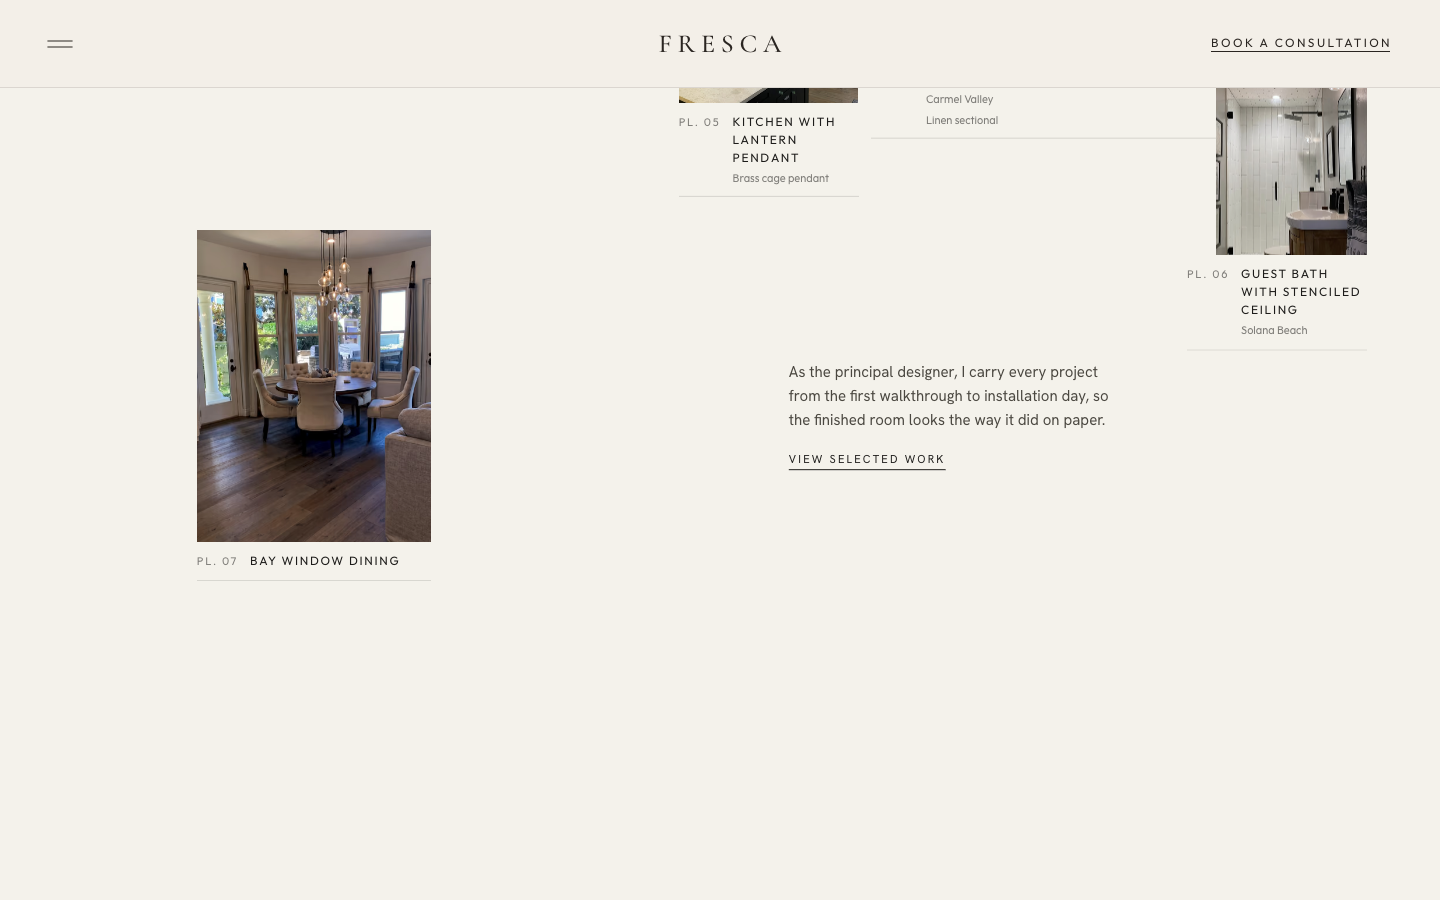 FRESCA
BOOK A CONSULTATION
Carmel Valley
Linen sectional
PL. 05
KITCHEN WITH
LANTERN
PENDANT
Brass cage pendant
PL. 06
GUEST BATH
WITH STENCILED
CEILING
Solana Beach
As the principal designer, I carry every project
from the first walkthrough to installation day, so
the finished room looks the way it did on paper.
VIEW SELECTED WORK
PL. 07
BAY WINDOW DINING